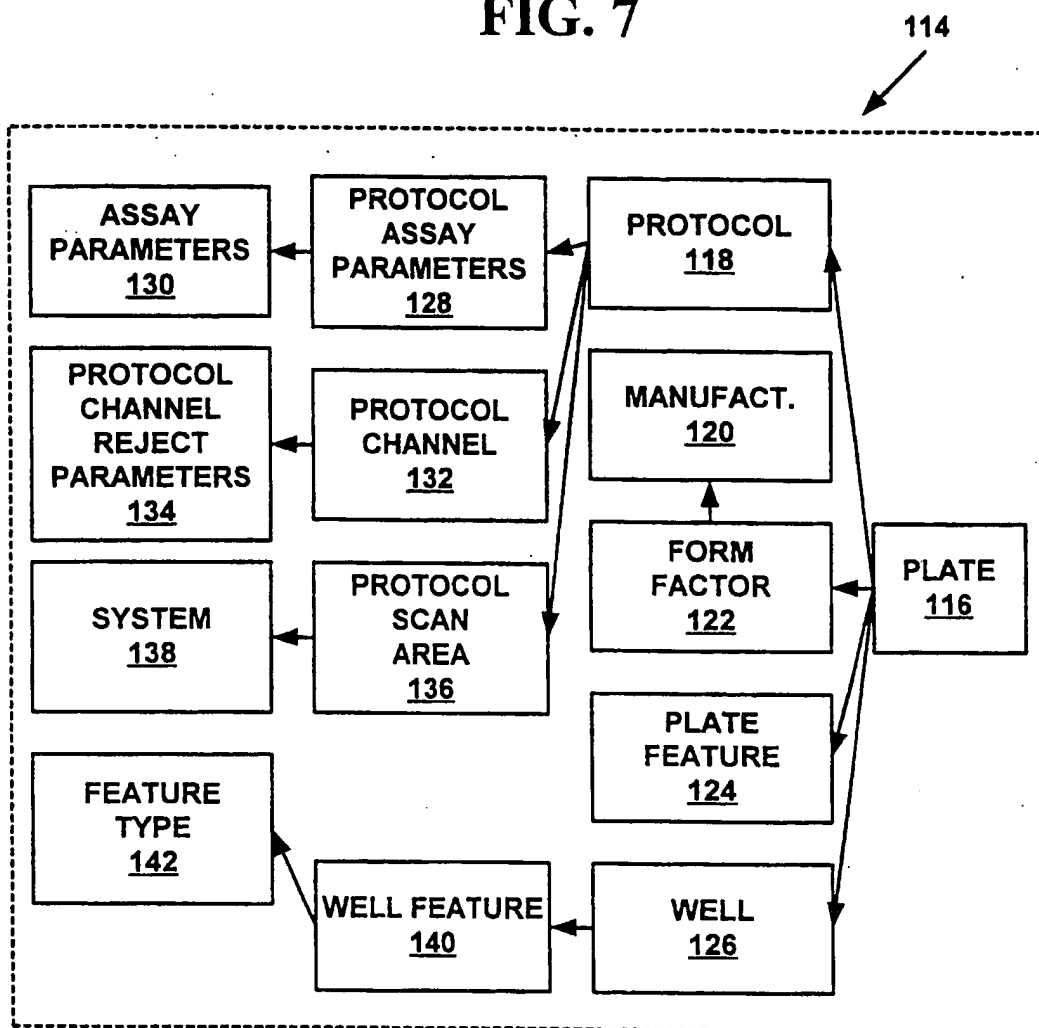 FIG. 7
114
ASSAY
PARAMETERS
130
PROTOCOL
ASSAY
PARAMETERS
128
PROTOCOL
118
PROTOCOL
CHANNEL
REJECT
PARAMETERS
134
PROTOCOL
CHANNEL
132
MANUFACT.
120
FORM
FACTOR
122
PLATE
116
SYSTEM
138
PROTOCOL
SCAN
AREA
136
PLATE
FEATURE
124
FEATURE
TYPE
142
WELL FEATURE
140
WELL
126